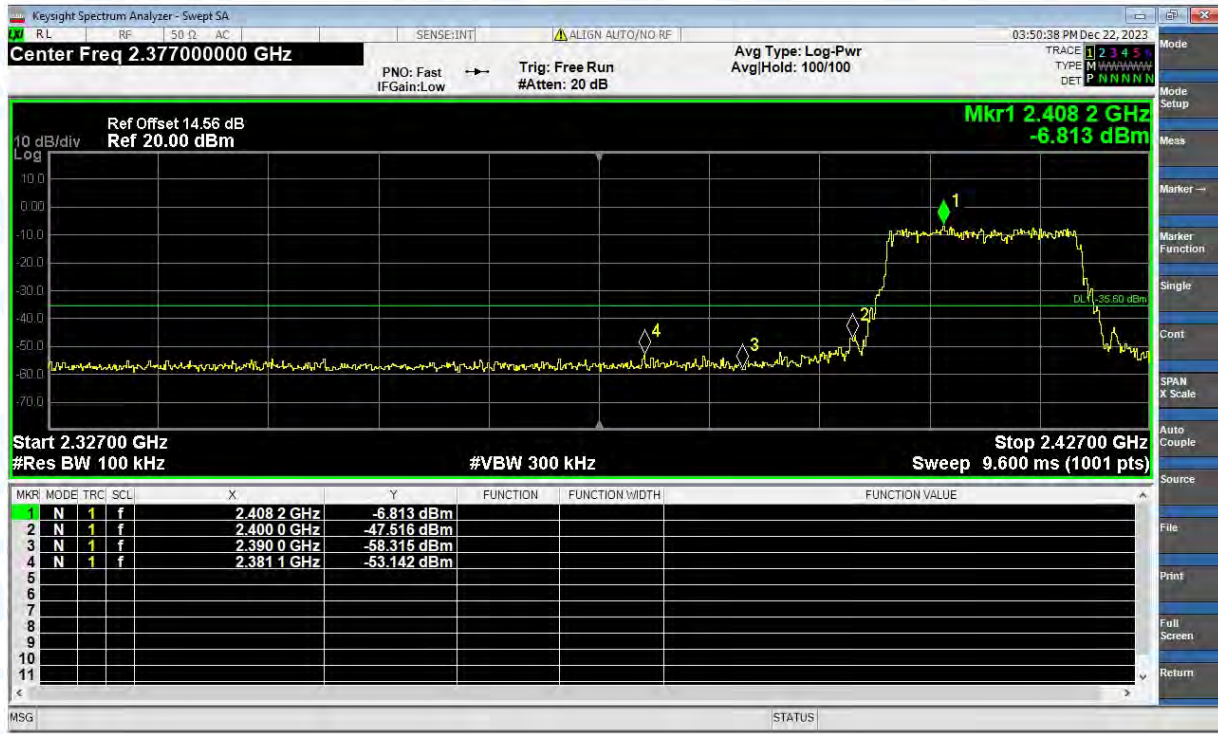 Keysight Spectrum Analyzer - Swept SA
RL RF 50 Ω AC SENSE:INT ALIGN AUTO/NO RF 03:50:38 PM Dec 22, 2023
Center Freq 2.377000000 GHz
PNO: Fast
IFGain:Low
Trig: Free Run
#Atten: 20 dB
Avg Type: Log-Pwr
Avg|Hold: 100/100
TRACE 1 2 3 4 5 6
TYPE M WWWWW
DET P NNNNN
Mkr1 2.408 2 GHz
-6.813 dBm
Ref Offset 14.56 dB
10 dB/div Ref 20.00 dBm
Log
10.0
0.00
-10.0
-20.0
-30.0
-40.0
-50.0
-60.0
-70.0
1
2
3
4
DL1 -35.60 dBm
Start 2.32700 GHz Stop 2.42700 GHz
#Res BW 100 kHz #VBW 300 kHz Sweep 9.600 ms (1001 pts)
MKR MODE TRC SCL X Y FUNCTION FUNCTION WIDTH FUNCTION VALUE
1 N 1 f 2.408 2 GHz -6.813 dBm
2 N 1 f 2.400 0 GHz -47.516 dBm
3 N 1 f 2.390 0 GHz -58.315 dBm
4 N 1 f 2.381 1 GHz -53.142 dBm
5
6
7
8
9
10
11
MSG STATUS
Mode
Mode
Setup
Meas
Marker→
Marker
Function
Single
Cont
SPAN
X Scale
Auto
Couple
Source
File
Print
Full
Screen
Return